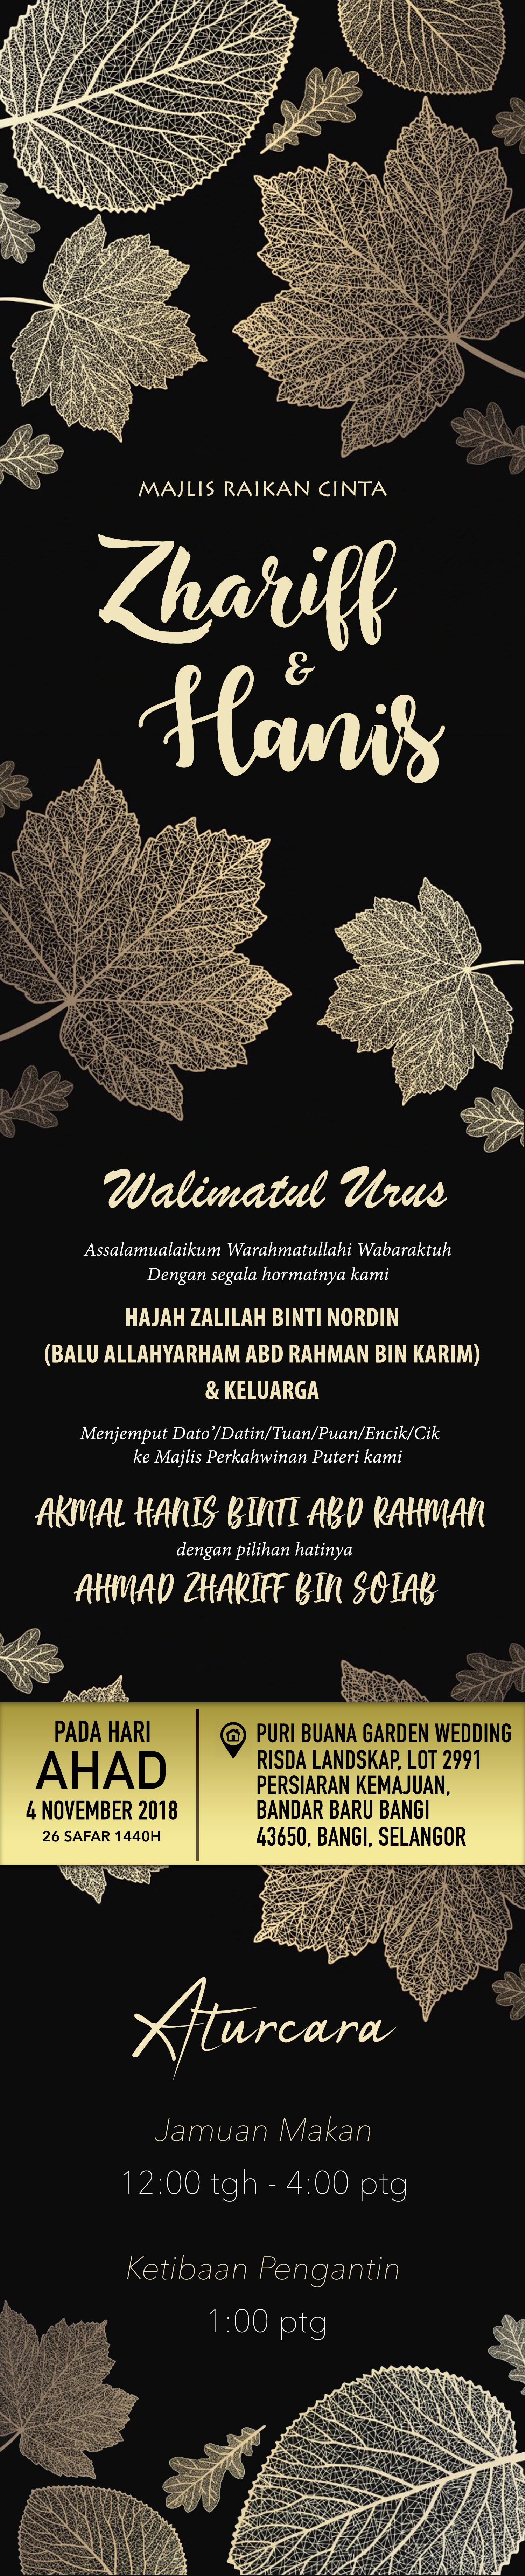 MAJLIS RAIKAN CINTA
Zhariff
&
Hanis
Walimatul Urus
Assalamualaikum Warahmatullahi Wabaraktuh
Dengan segala hormatnya kami
HAJAH ZALILAH BINTI NORDIN
(BALU ALLAHYARHAM ABD RAHMAN BIN KARIM)
& KELUARGA
Menjemput Dato'/Datin/Tuan/Puan/Encik/Cik
ke Majlis Perkahwinan Puteri kami
AKMAL HANIS BINTI ABD RAHMAN
dengan pilihan hatinya
AHMAD ZHARIFF BIN SOIAB
PADA HARI
AHAD
4 NOVEMBER 2018
26 SAFAR 1440H
PURI BUANA GARDEN WEDDING
RISDA LANDSKAP, LOT 2991
PERSIARAN KEMAJUAN,
BANDAR BARU BANGI
43650, BANGI, SELANGOR
Aturcara
Jamuan Makan
12:00 tgh - 4:00 ptg
Ketibaan Pengantin
1:00 ptg